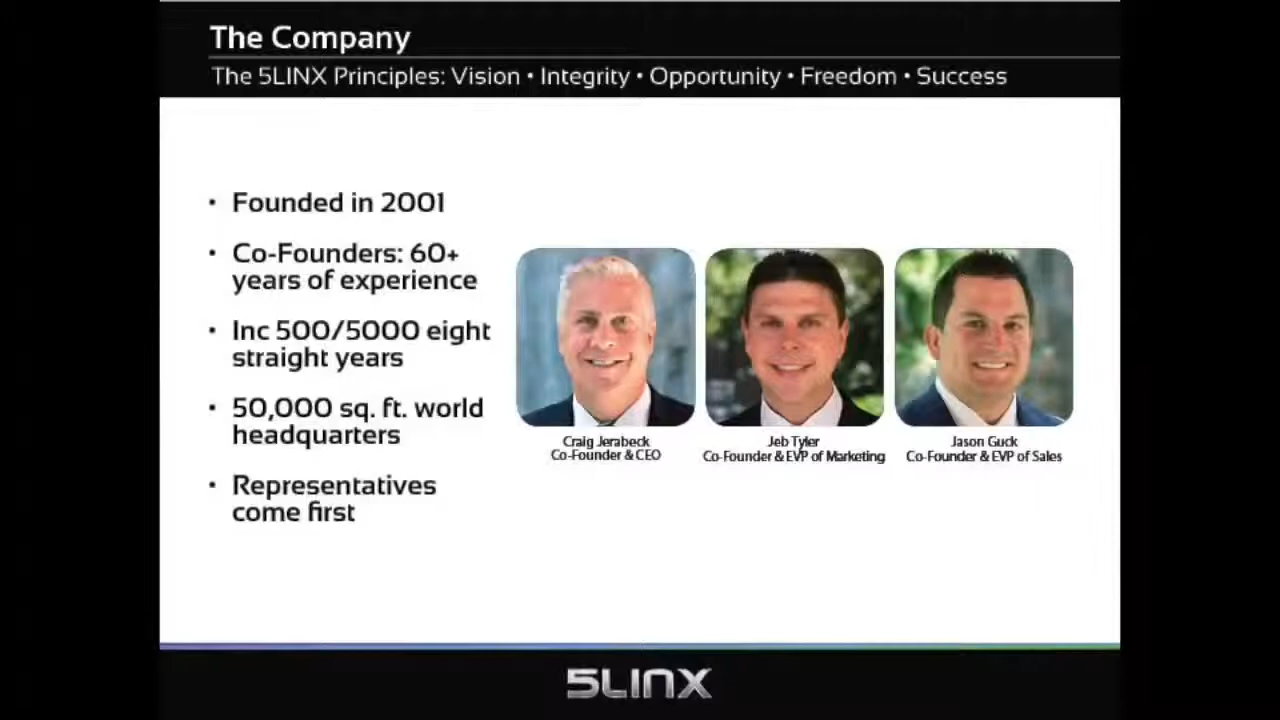 The Company
The 5LINX Principles: Vision • Integrity • Opportunity • Freedom • Success
• Founded in 2001
• Co-Founders: 60+
years of experience
• Inc 500/5000 eight
straight years
• 50,000 sq. ft. world
headquarters
• Representatives
come first
Craig Jerabeck
Co-Founder & CEO
Jeb Tyler
Co-Founder & EVP of Marketing
Jason Guck
Co-Founder & EVP of Sales
5LINX